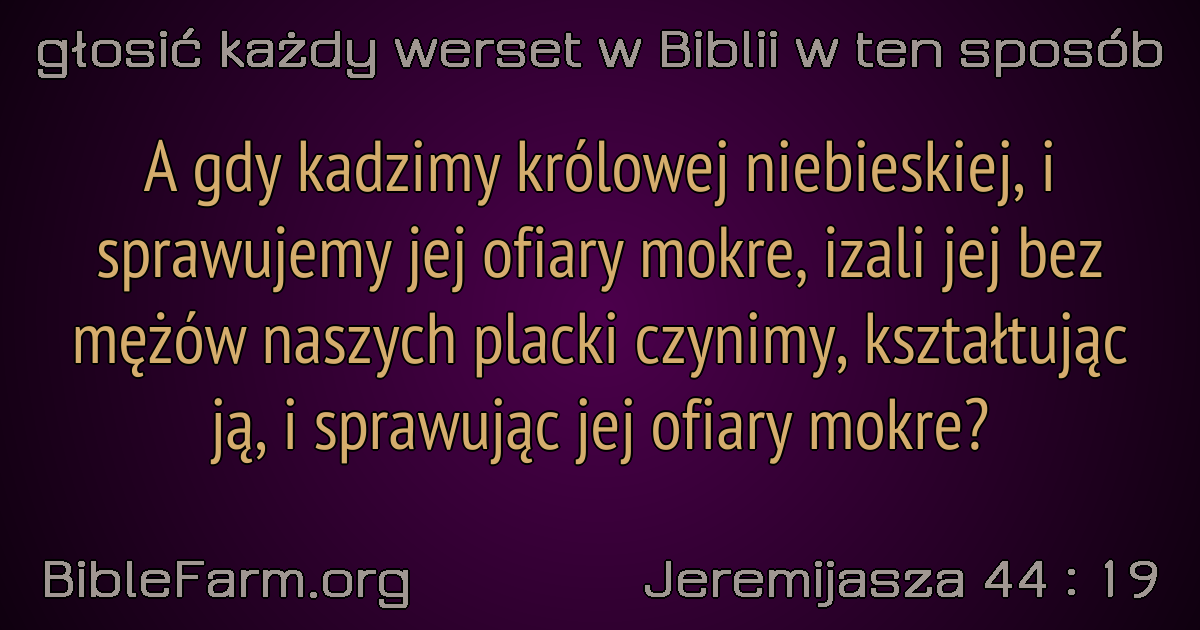 głosić każdy werset w Biblii w ten sposób
A gdy kadzimy królowej niebieskiej, i
sprawujemy jej ofiary mokre, izali jej bez
mężów naszych placki czynimy, kształtując
ją, i sprawując jej ofiary mokre?
BibleFarm.org
Jeremijasza 44 : 19